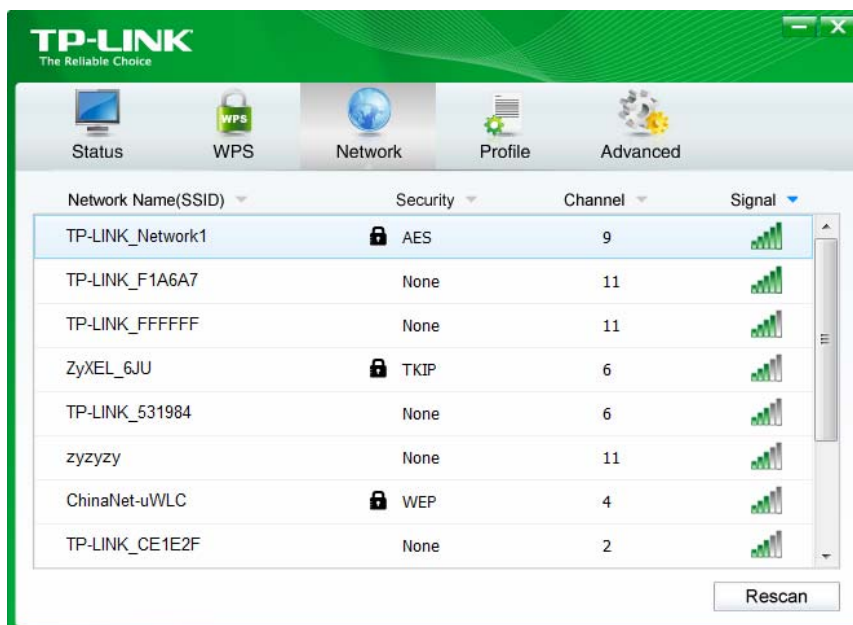 TP-LINK
The Reliable Choice
WPS
Status WPS Network Profile Advanced
Network Name(SSID) Security Channel Signal
TP-LINK_Network1 AES 9
TP-LINK_F1A6A7 None 11
TP-LINK_FFFFFF None 11
ZyXEL_6JU TKIP 6
TP-LINK_531984 None 6
zyzyzy None 11
ChinaNet-uWLC WEP 4
TP-LINK_CE1E2F None 2
Rescan